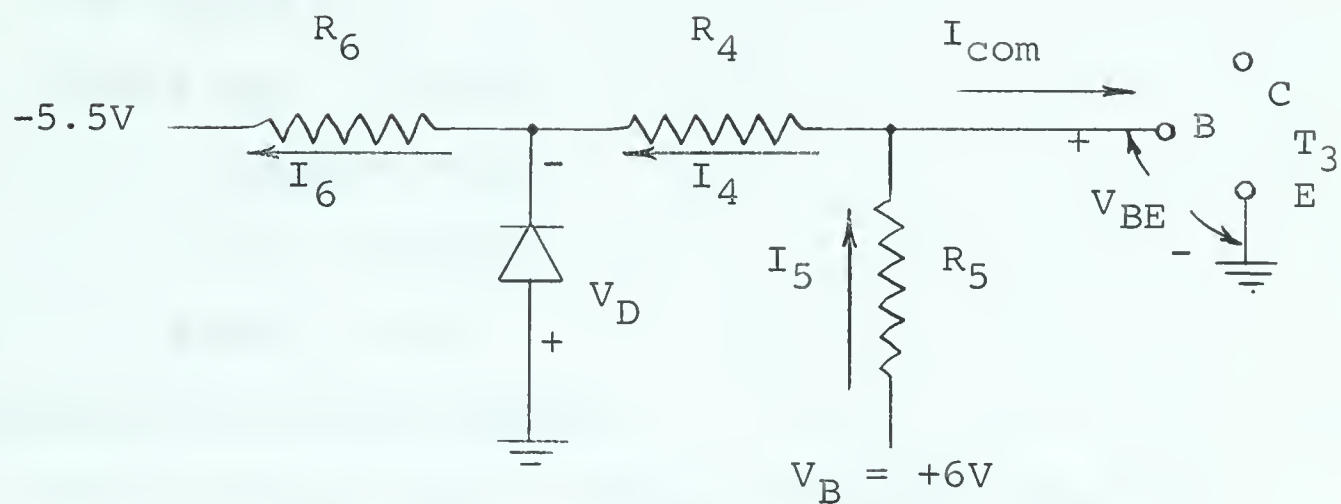 R6
R4
Icom
-5.5V
I6
-
I4
+
B
C
T3
E
VBE
-
I5
R5
VD
+
VB = +6V